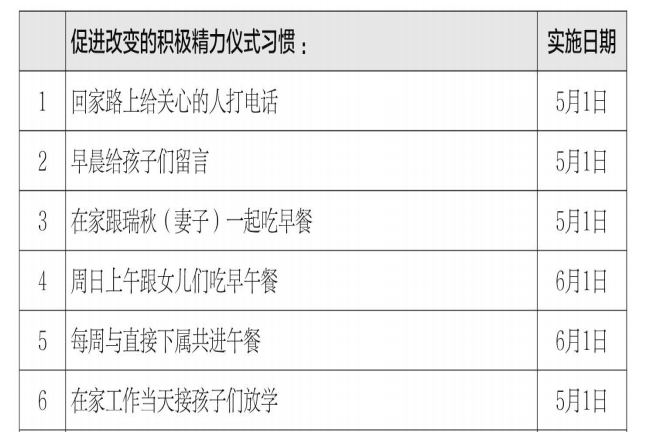 促进改变的积极精力仪式习惯： 实施日期
1 回家路上给关心的人打电话 5月1日
2 早晨给孩子们留言 5月1日
3 在家跟瑞秋（妻子）一起吃早餐 5月1日
4 周日上午跟女儿们吃早午餐 6月1日
5 每周与直接下属共进午餐 6月1日
6 在家工作当天接孩子们放学 5月1日